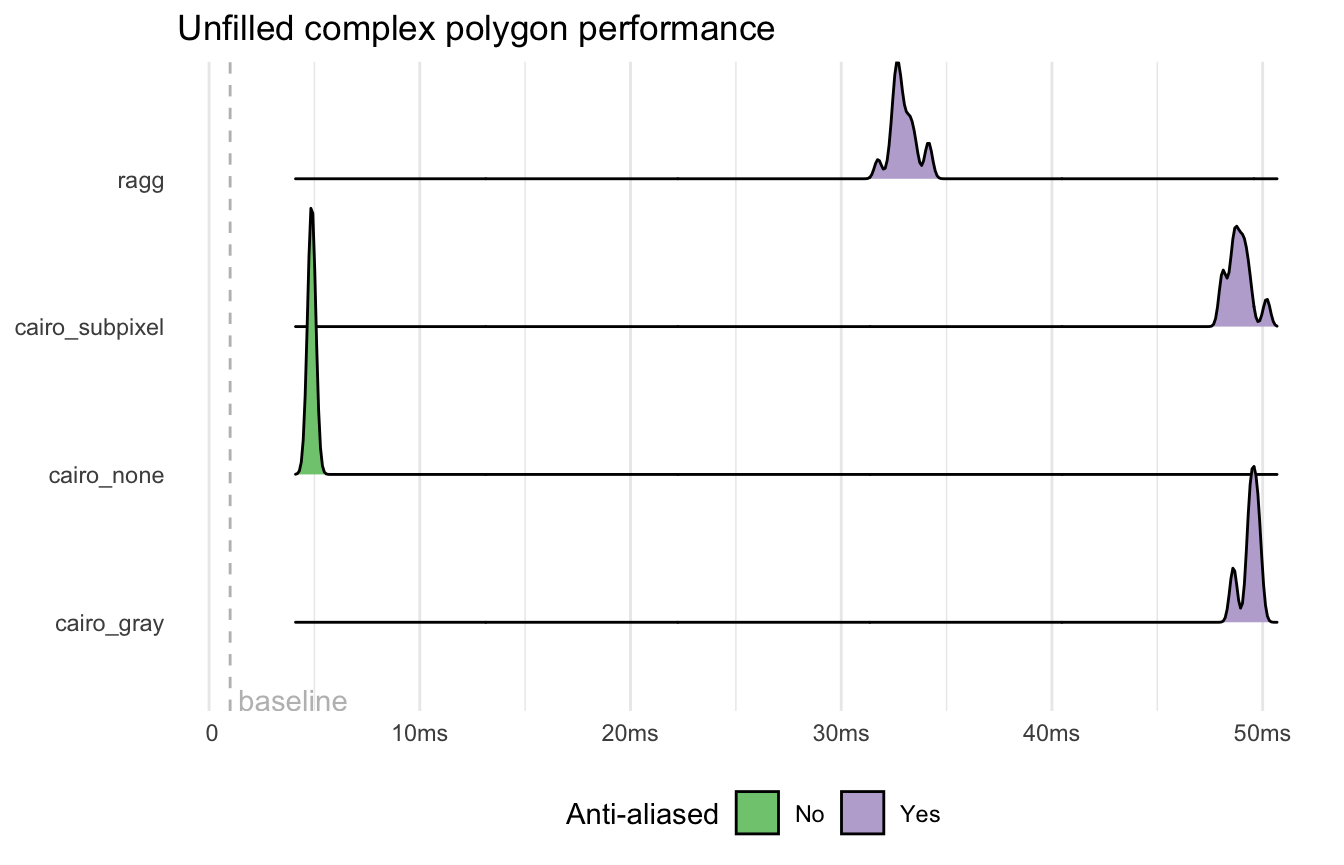 Unfilled complex polygon performance
ragg
cairo_subpixel
cairo_none
cairo_gray
baseline
0 10ms 20ms 30ms 40ms 50ms
Anti-aliased No Yes